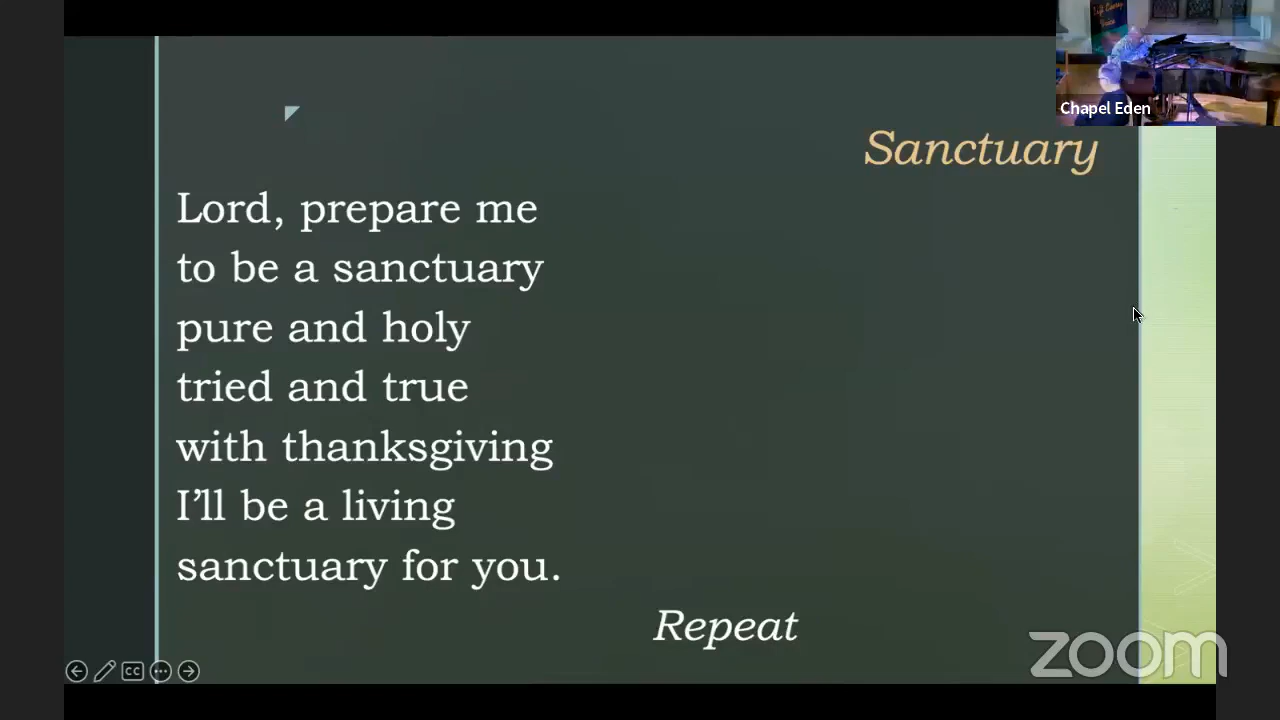 Chapel Eden
Sanctuary
Lord, prepare me
to be a sanctuary
pure and holy
tried and true
with thanksgiving
I’ll be a living
sanctuary for you.
Repeat
CC
zoom